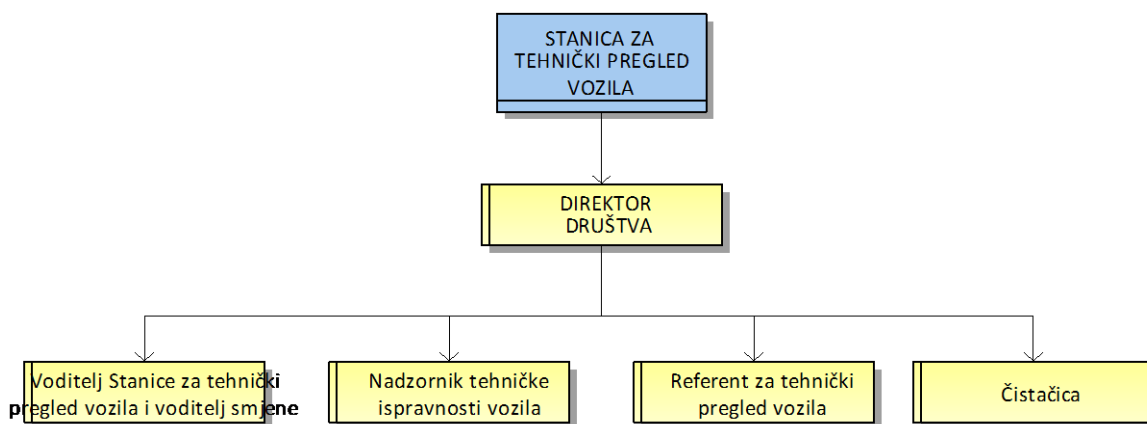 STANICA ZA
TEHNIČKI PREGLED
VOZILA
DIREKTOR
DRUŠTVA
Voditelj Stanice za tehnički
pregled vozila i voditelj smjene
Nadzornik tehničke
ispravnosti vozila
Referent za tehnički
pregled vozila
Čistačica